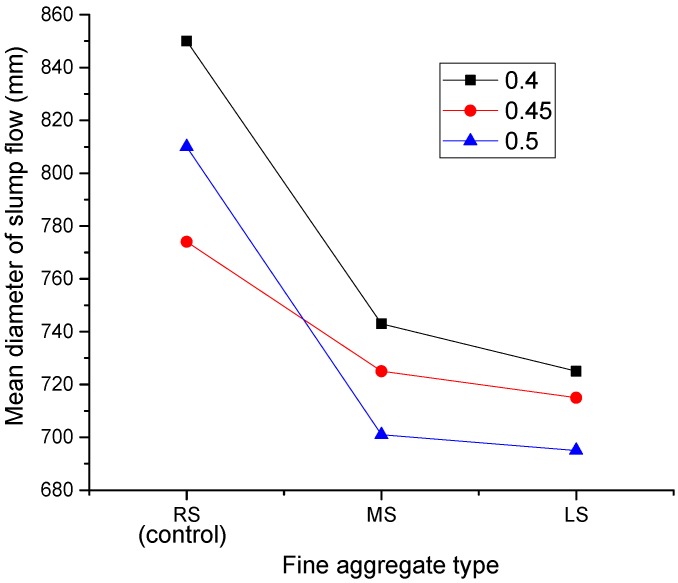 860
840
820
800
780
760
740
720
700
680
Mean diameter of slump flow (mm)
0.4
0.45
0.5
RS
(control)
MS
LS
Fine aggregate type